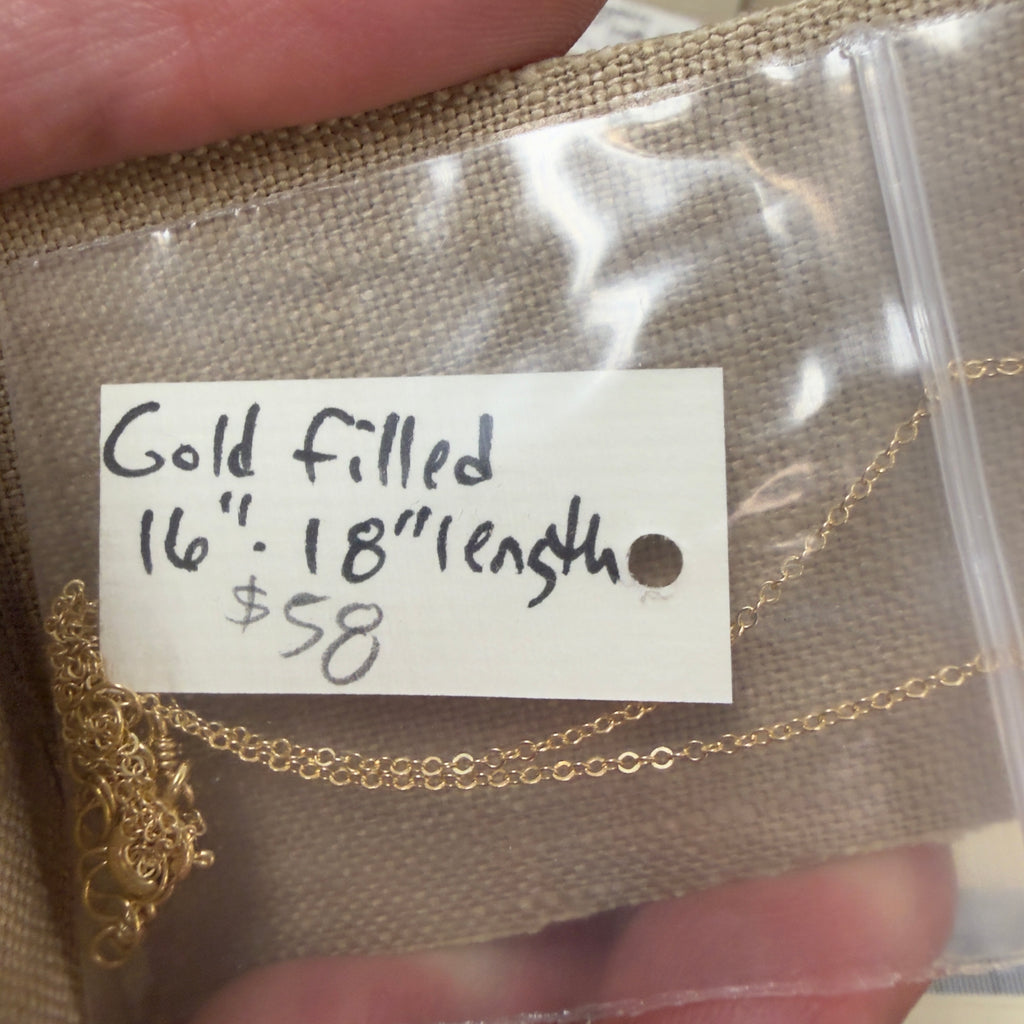 Gold filled
16". 18" length
$58